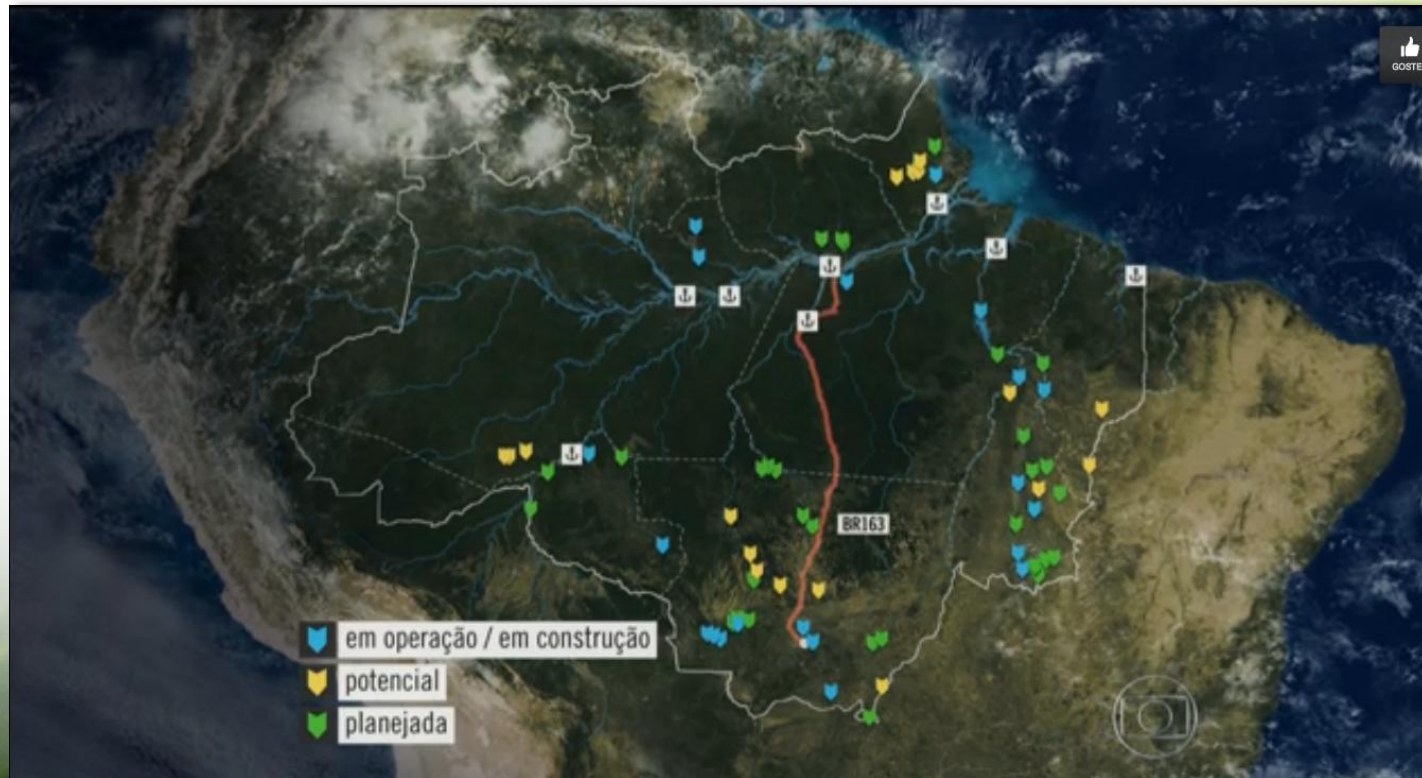 GOSTE
BR163
em operação / em construção
potencial
planejada